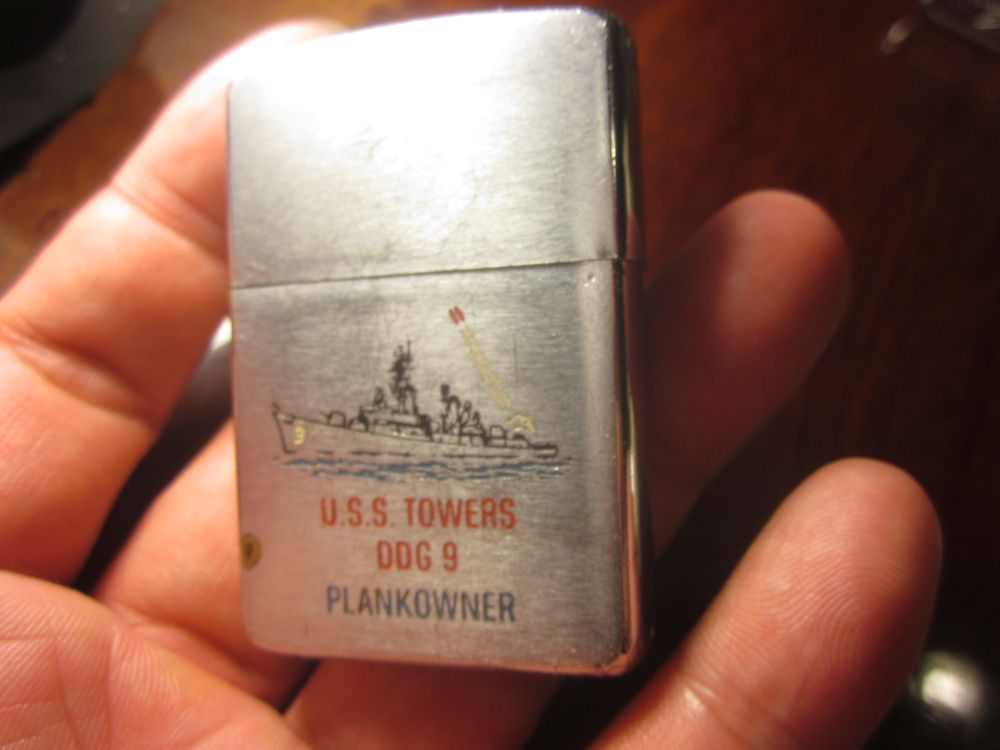 U.S.S. TOWERS
DDG 9
PLANKOWNER